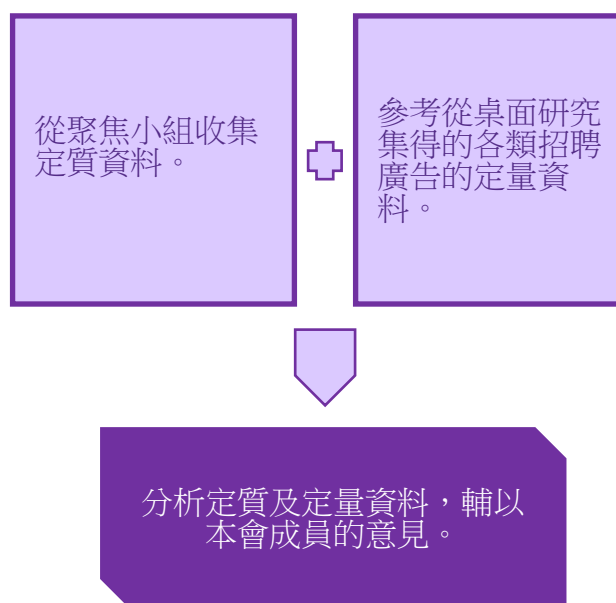 從聚焦小組收集
定質資料。
參考從桌面研究
集得的各類招聘
廣告的定量資
料。
分析定質及定量資料，輔以
本會成員的意見。